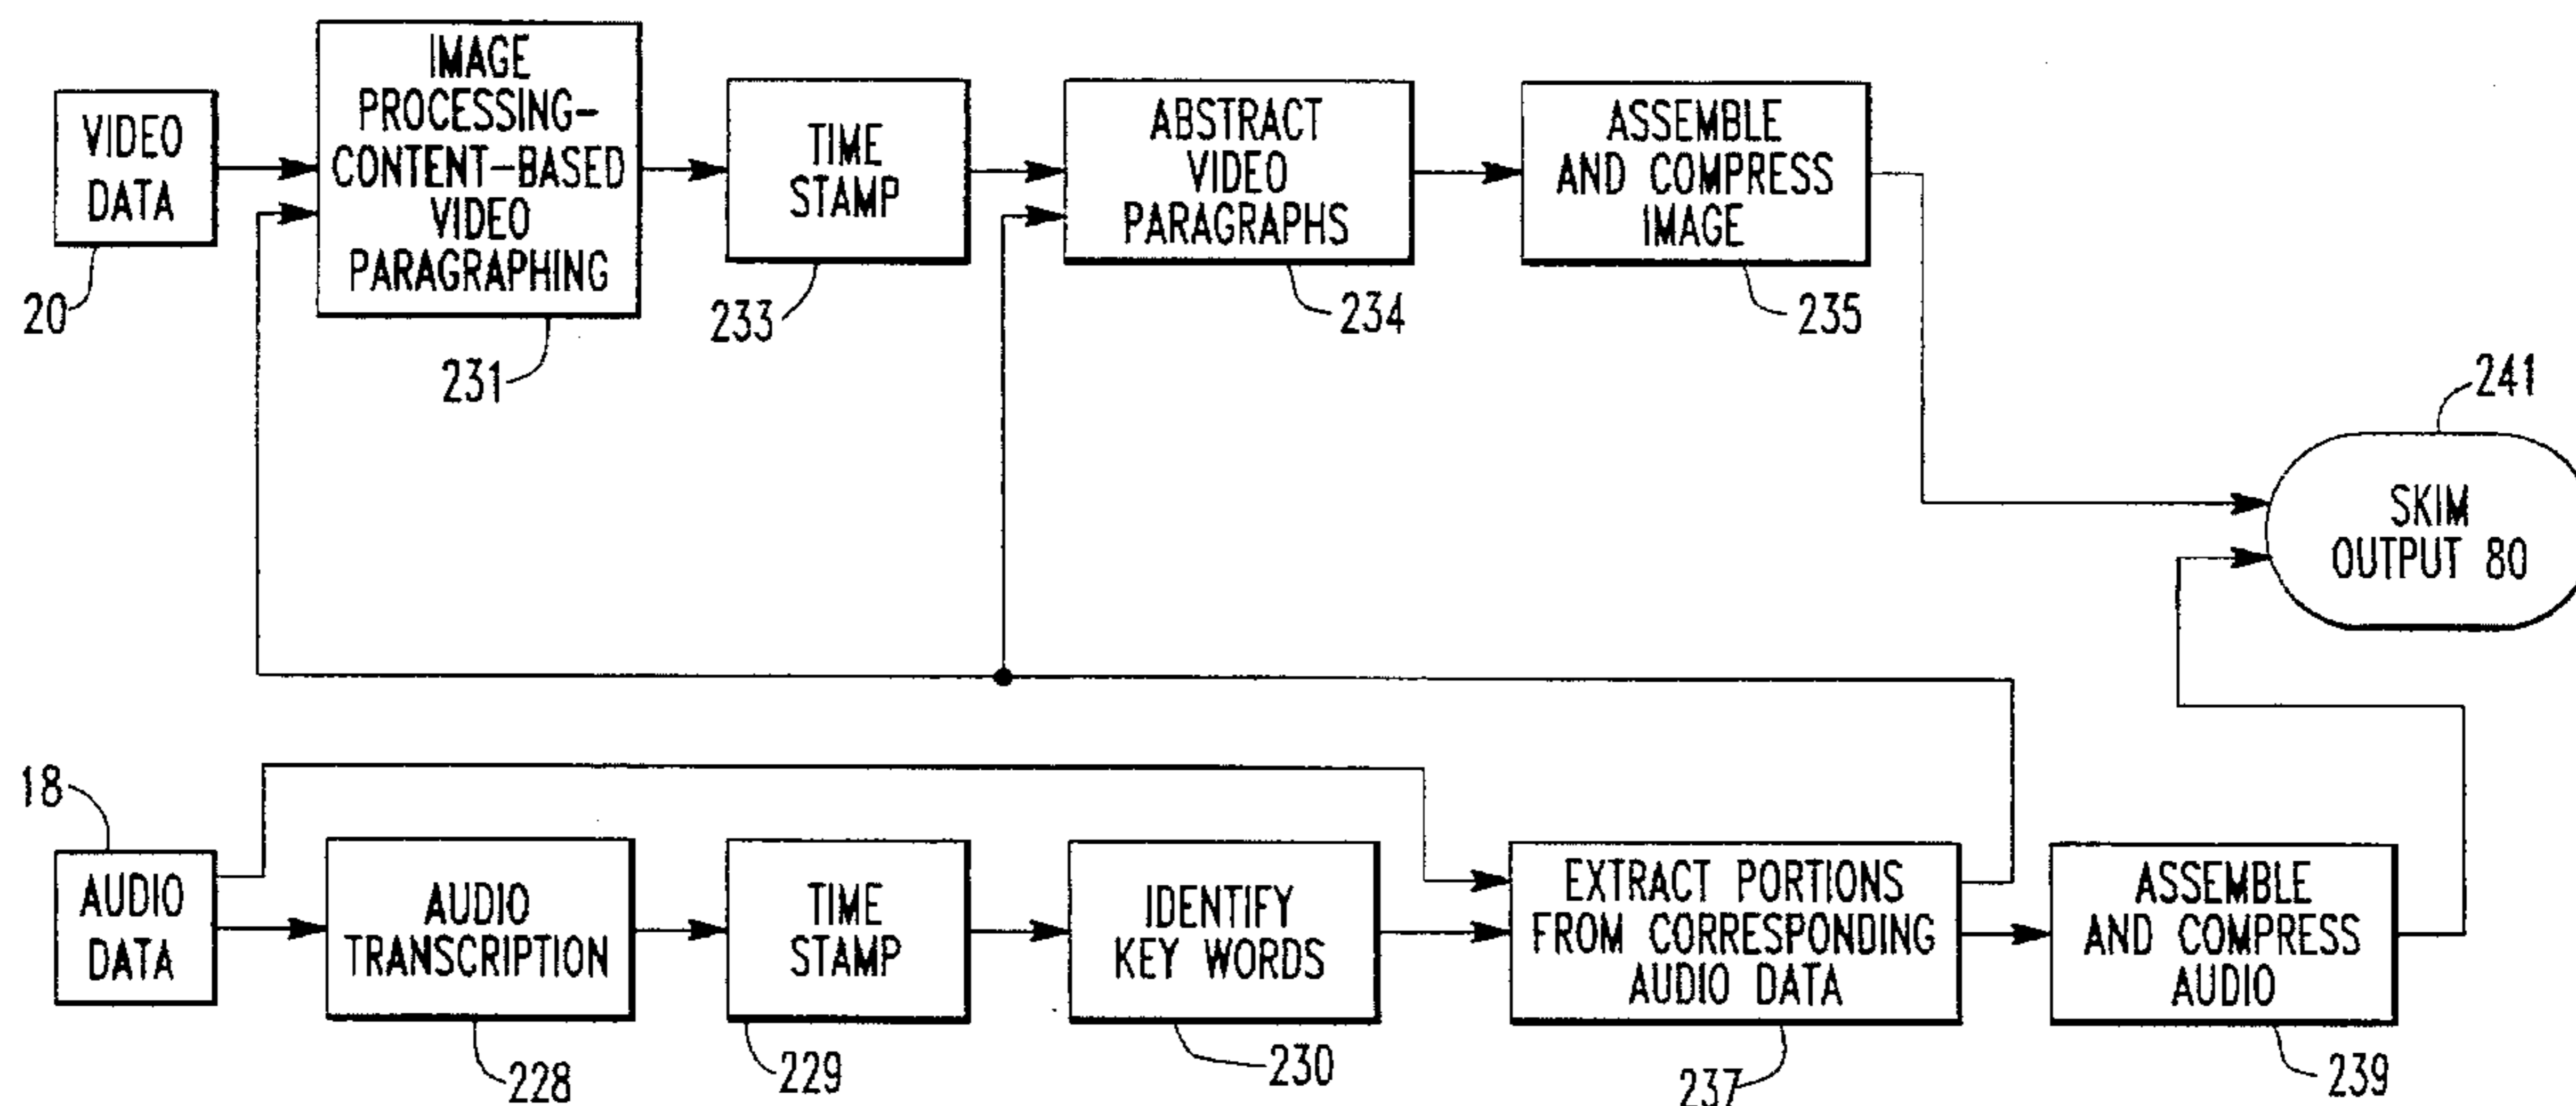 VIDEO
DATA
20
IMAGE
PROCESSING-
CONTENT-BASED
VIDEO
PARAGRAPHING
231
TIME
STAMP
233
ABSTRACT
VIDEO
PARAGRAPHS
234
ASSEMBLE
AND COMPRESS
IMAGE
235
241
SKIM
OUTPUT 80
18
AUDIO
DATA
AUDIO
TRANSCRIPTION
228
TIME
STAMP
229
IDENTIFY
KEY WORDS
230
EXTRACT PORTIONS
FROM CORRESPONDING
AUDIO DATA
237
ASSEMBLE
AND COMPRESS
AUDIO
239